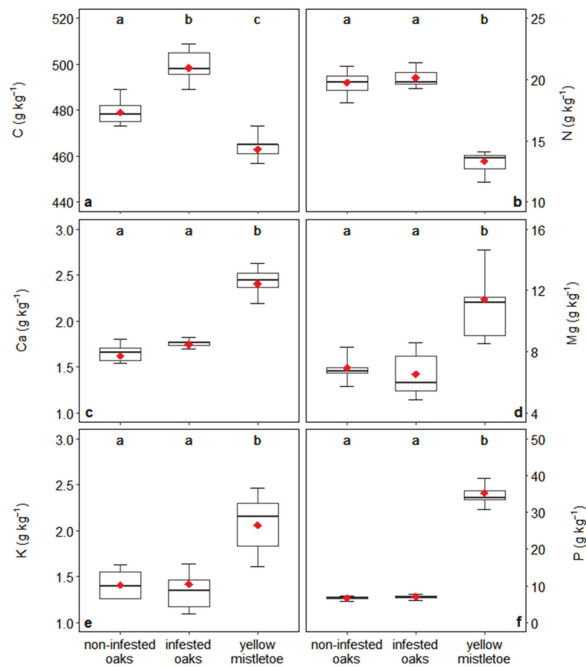 a b c
520
500
480
460
440
C (g kg⁻¹)
a
a a b
25
20
15
10
N (g kg⁻¹)
b
a a b
3.0
2.5
2.0
1.5
1.0
Ca (g kg⁻¹)
c
a a b
16
12
8
4
Mg (g kg⁻¹)
d
a a b
3.0
2.5
2.0
1.5
1.0
K (g kg⁻¹)
e
a a b
50
40
30
20
10
0
P (g kg⁻¹)
f
non-infested infested yellow
oaks oaks mistletoe
non-infested infested yellow
oaks oaks mistletoe